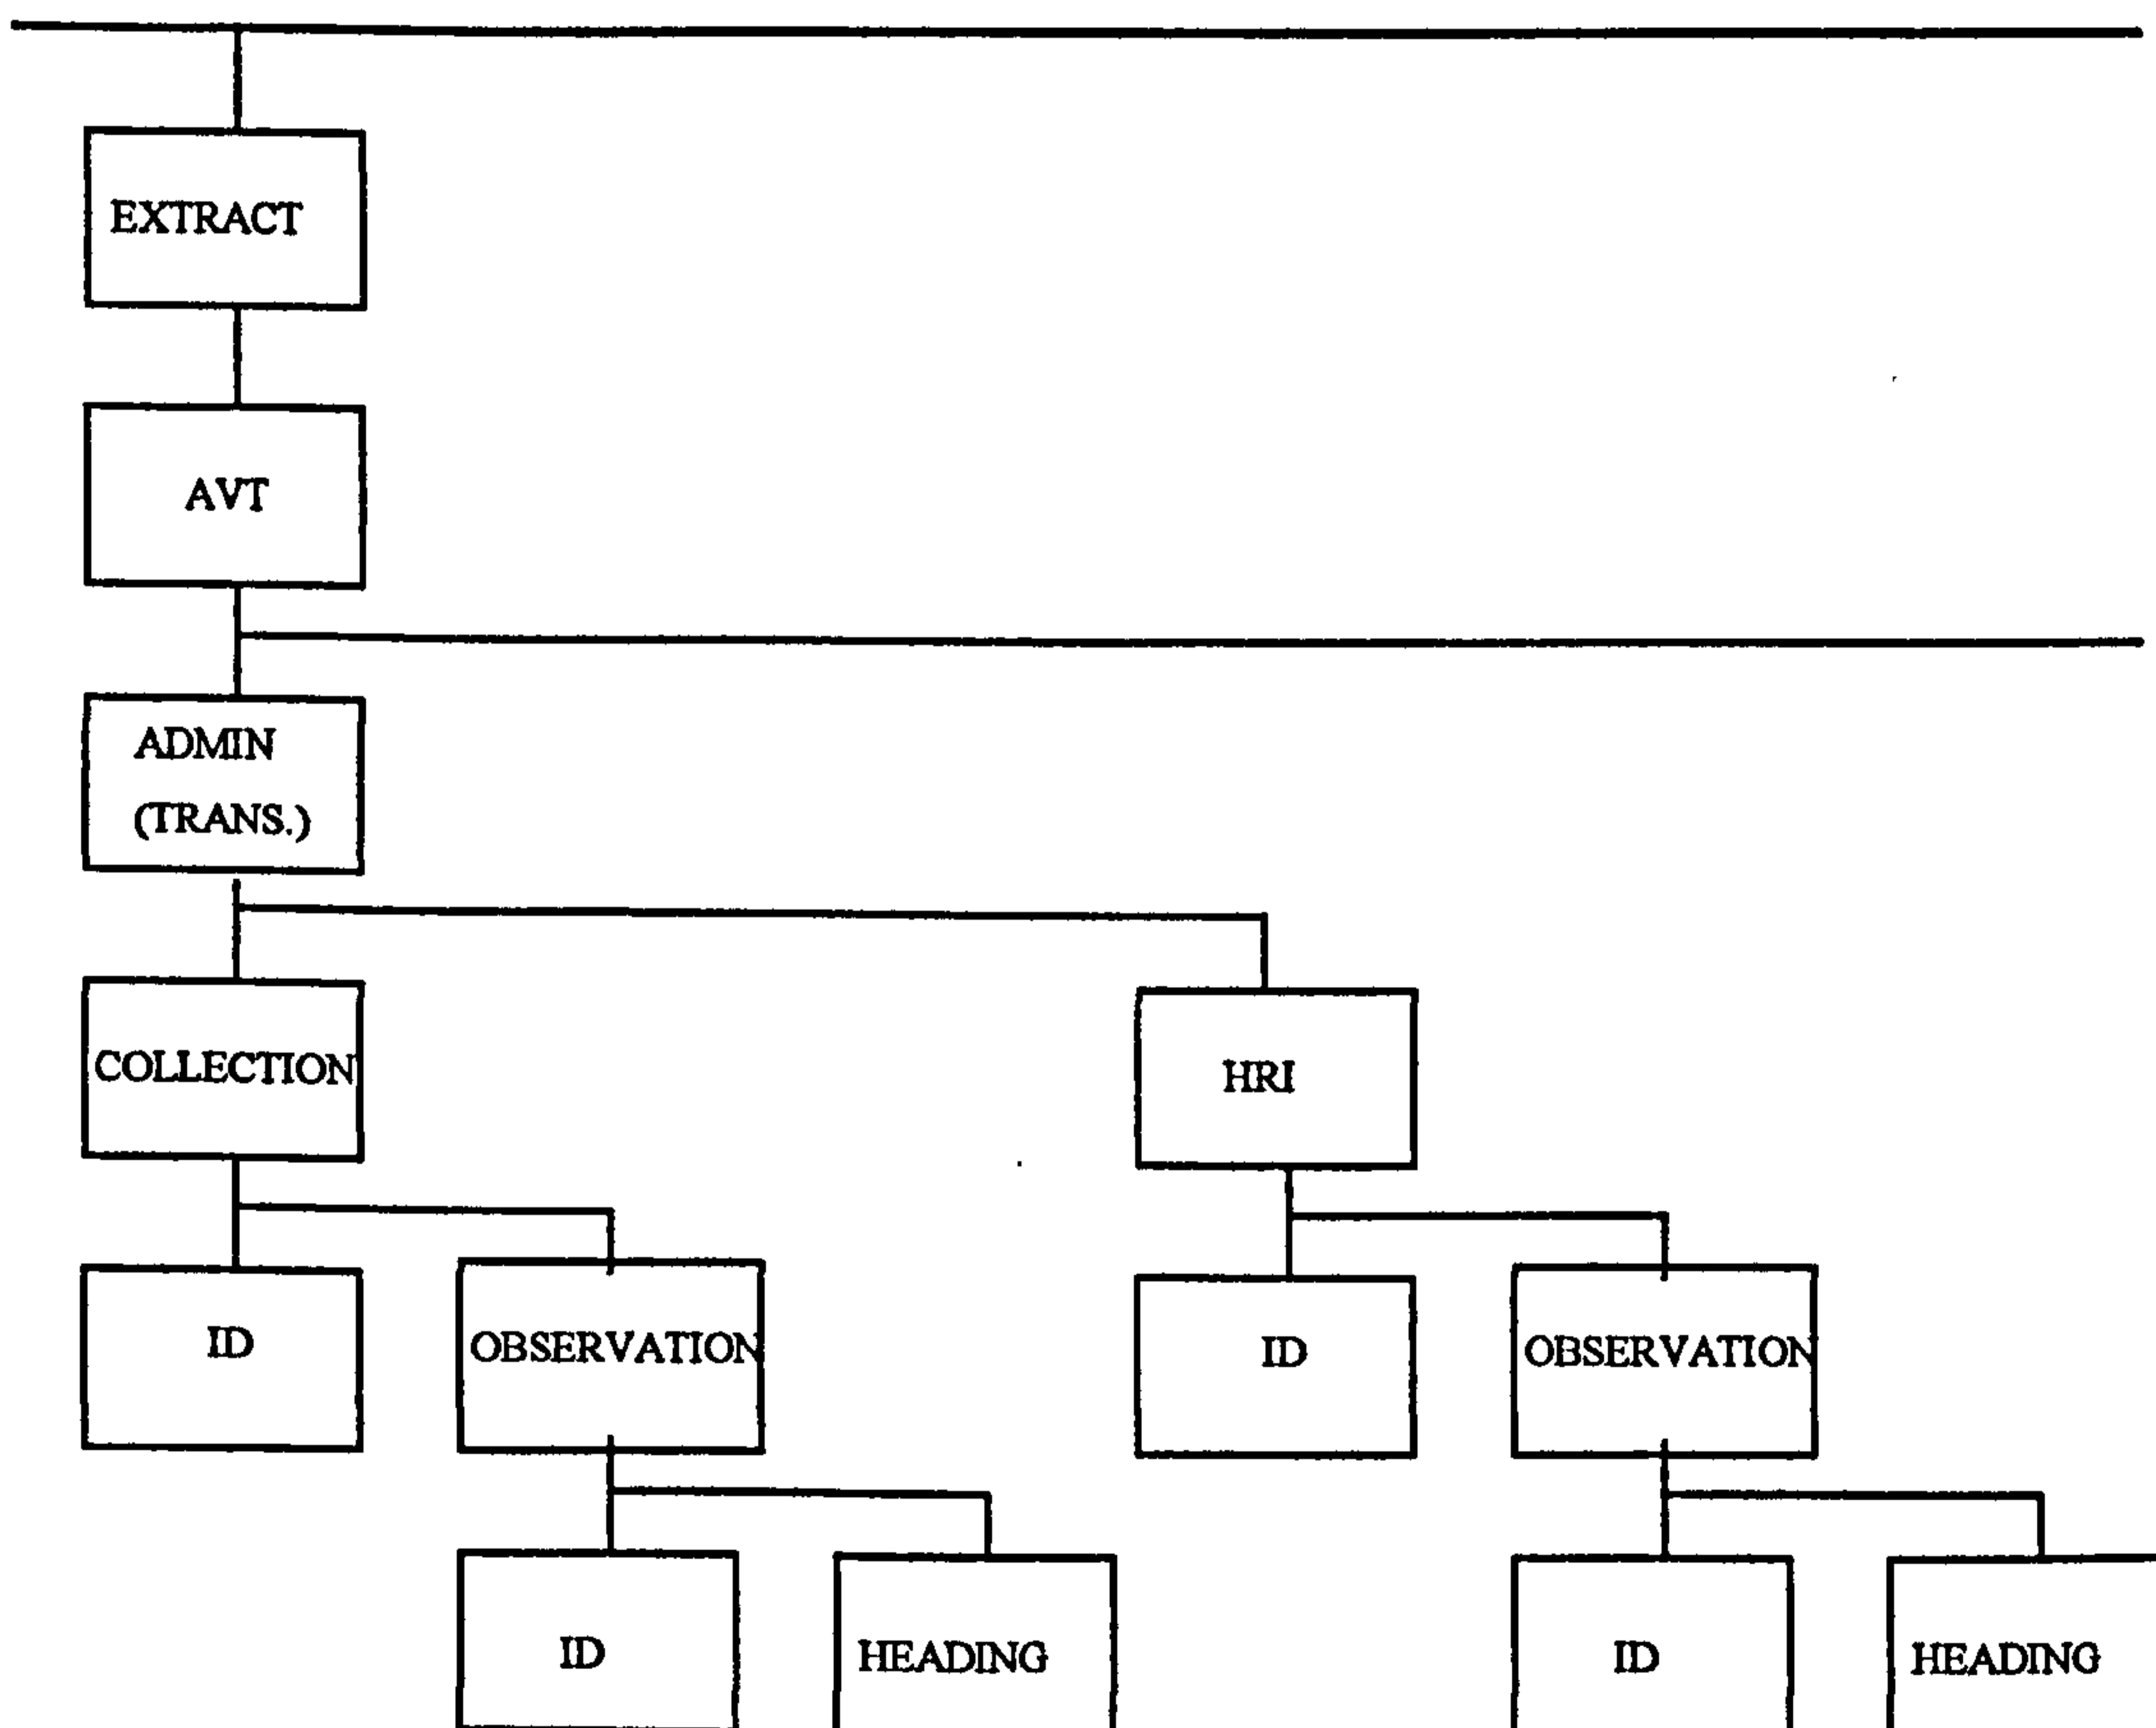 EXTRACT
AVT
ADMIN
(TRANS.)
COLLECTION
HRI
ID
OBSERVATION
ID
OBSERVATION
ID
HEADING
ID
HEADING